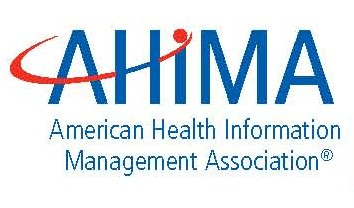 AHiMA
American Health Information
Management Association®